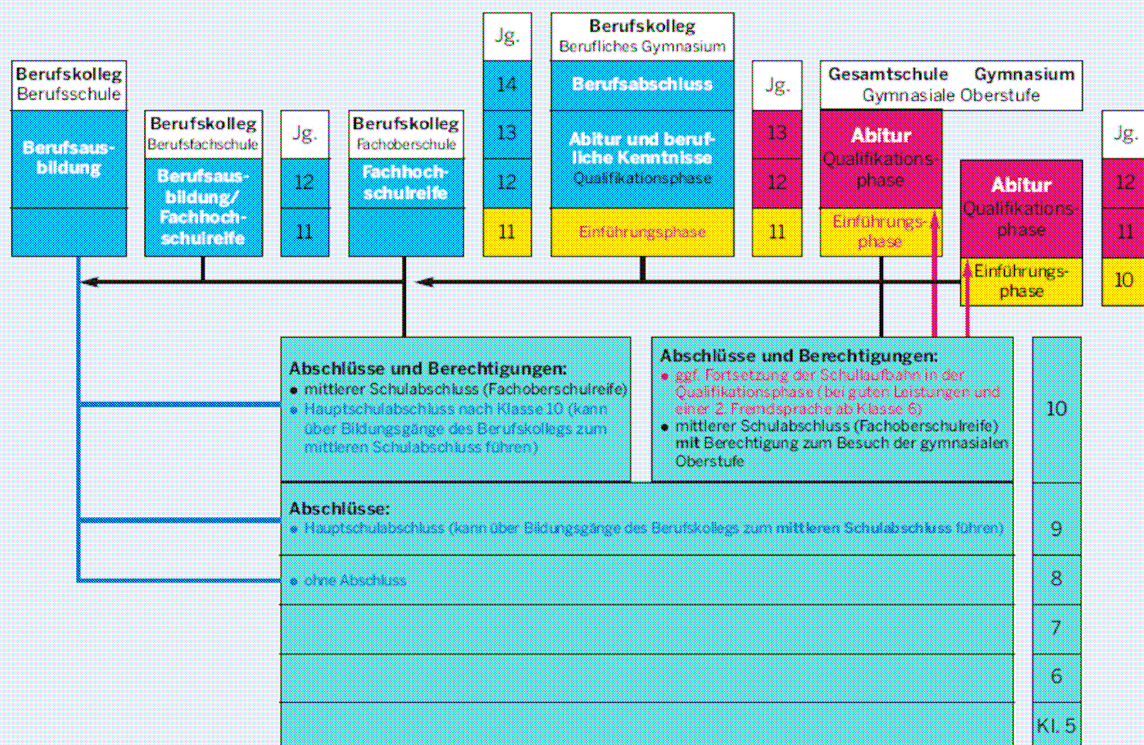 Berufskolleg
Berufsschule
Berufsaus-
bildung
Berufskolleg
Berufsfachschule
Berufsaus-
bildung/
Fachhoch-
schulreife
Jg.
12
11
Berufskolleg
Fachoberschule
Fachhoch-
schulreife
Jg.
14
13
12
11
Berufskolleg
Berufliches Gymnasium
Berufsabschluss
Abitur und beruf-
liche Kenntnisse
Qualifikationsphase
Einführungsphase
Jg.
13
12
11
Gesamtschule Gymnasium
Gymnasiale Oberstufe
Abitur
Qualifikations-
phase
Einführungs-
phase
Abitur
Qualifikations-
phase
Einführungs-
phase
Jg.
12
11
10
Abschlüsse und Berechtigungen:
• mittlerer Schulabschluss (Fachoberschulreife)
• Hauptschulabschluss nach Klasse 10 (kann
über Bildungsgänge des Berufskollegs zum
mittleren Schulabschluss führen)
Abschlüsse und Berechtigungen:
• ggf. Fortsetzung der Schullaufbahn in der
Qualifikationsphase (bei guten Leistungen und
einer 2. Fremdsprache ab Klasse 6)
• mittlerer Schulabschluss (Fachoberschulreife)
mit Berechtigung zum Besuch der gymnasialen
Oberstufe
10
Abschlüsse:
• Hauptschulabschluss (kann über Bildungsgänge des Berufskollegs zum mittleren Schulabschluss führen)
9
• ohne Abschluss
8
7
6
Kl. 5